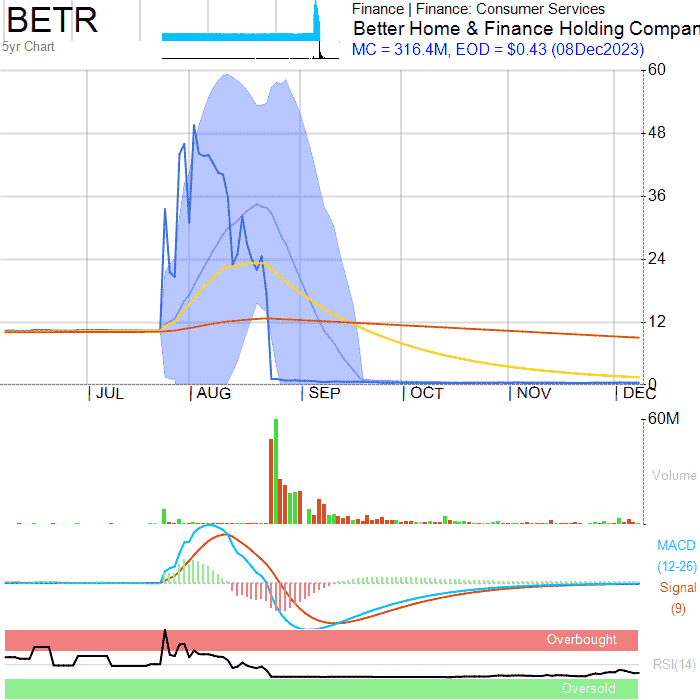 BETR
5yr Chart
Finance | Finance: Consumer Services
Better Home & Finance Holding Compan
MC = 316.4M, EOD = $0.43 (08Dec2023)
60
48
36
24
12
0
JUL AUG SEP OCT NOV DEC
60M
Volume
MACD
(12-26)
Signal
(9)
Overbought
RSI(14)
Oversold